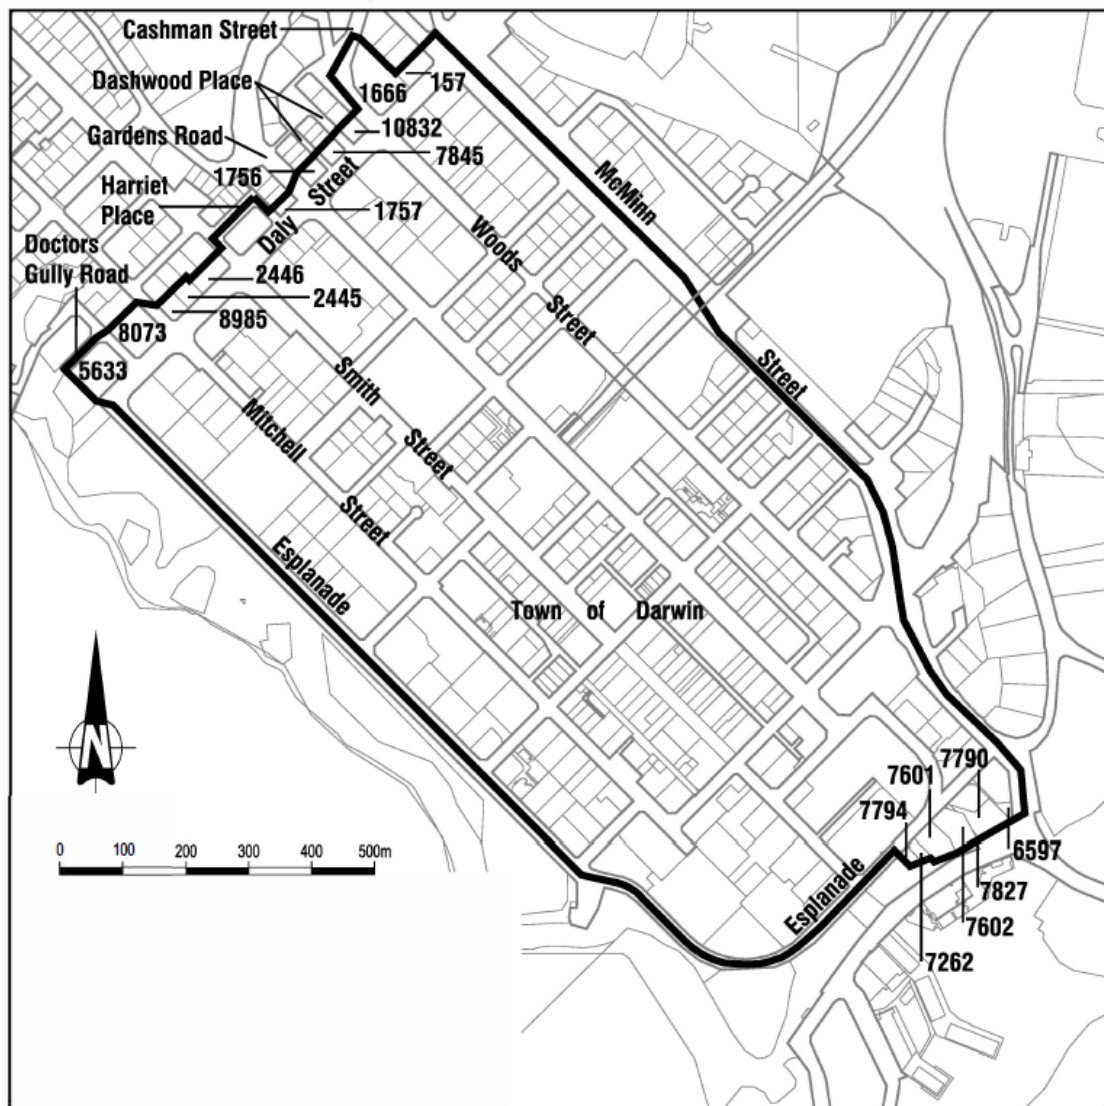 Cashman Street
Dashwood Place
1666
157
10832
Gardens Road
7845
1756
Harriet
Place
Daly Street
1757
Doctors
Gully Road
2446
2445
8985
8073
5633
McMinn
Street
Woods
Street
Smith
Street
Mitchell
Street
Esplanade
Town of Darwin
N
7790
7601
7794
6597
7827
7602
7262
Esplanade
0 100 200 300 400 500m